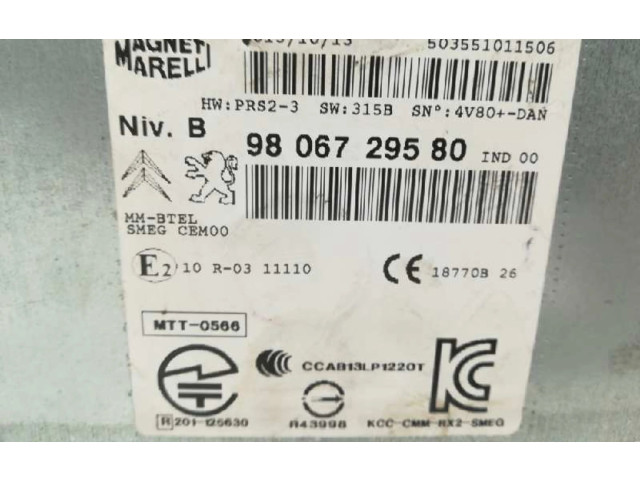 MAGNETI
MARELLI
503551011506
HW:PRS2-3 SW:315B SN°:4V80+-DAN
Niv. B
98 067 295 80 IND 00
MM-BTEL
SMEG CEM00
E2/10 R-03 11110
CE 18770B 26
MTT-0566
CCAB13LP1220T
R 201-125630
R43998
KCC-CMM-RX2-SMEG